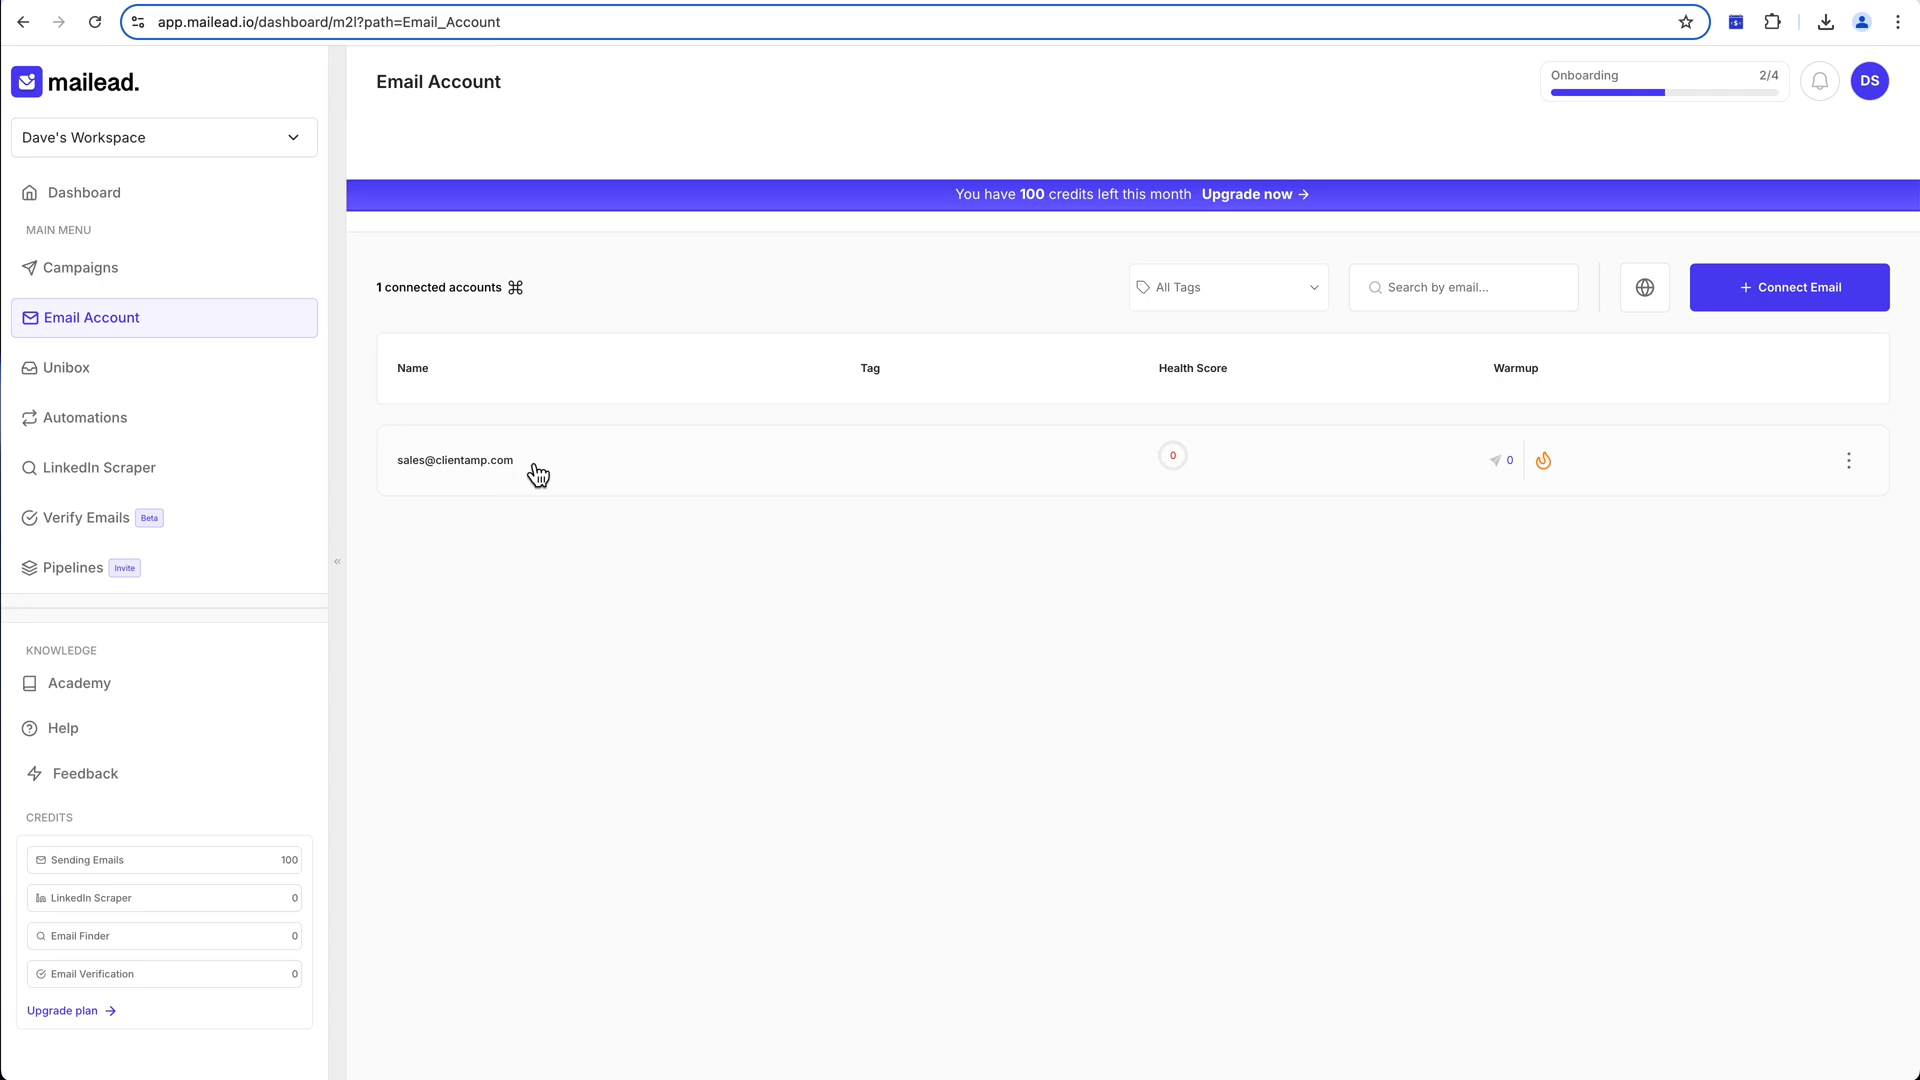 app.mailead.io/dashboard/m2l?path=Email_Account
mailead.
Dave's Workspace
Dashboard
MAIN MENU
Campaigns
Email Account
Unibox
Automations
LinkedIn Scraper
Verify Emails Beta
Pipelines Invite
KNOWLEDGE
Academy
Help
Feedback
CREDITS
Sending Emails 100
LinkedIn Scraper 0
Email Finder 0
Email Verification 0
Upgrade plan →
Email Account
Onboarding 2/4
DS
You have 100 credits left this month Upgrade now →
1 connected accounts ⌘
All Tags
Search by email...
+ Connect Email
Name Tag Health Score Warmup
sales@clientamp.com 0 0